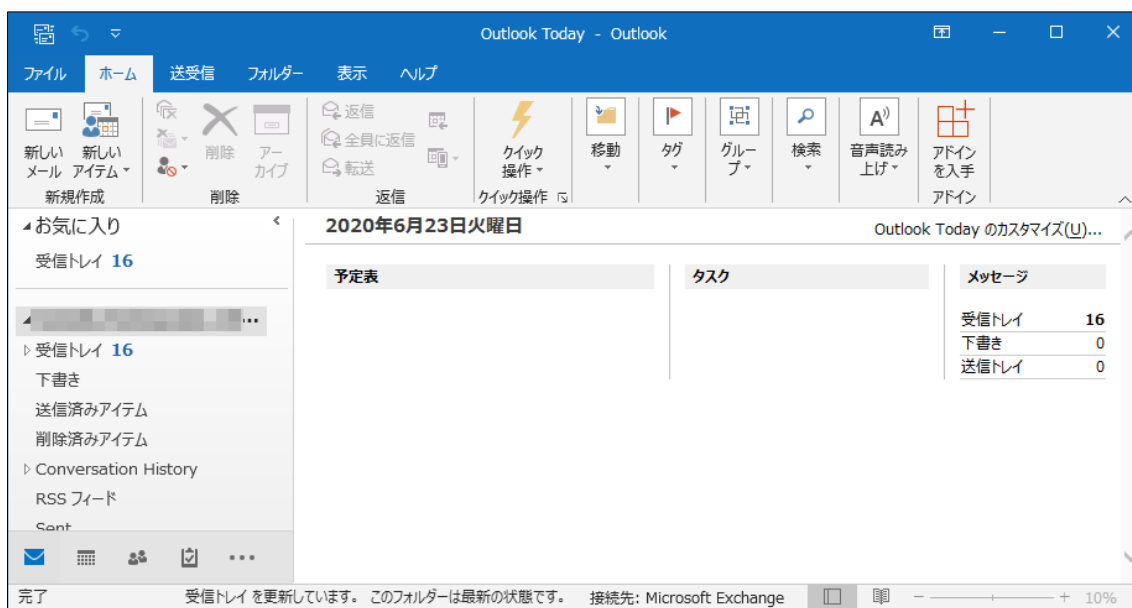 Outlook Today - Outlook
ファイル ホーム 送受信 フォルダー 表示 ヘルプ
新しい
メール
新しい
アイテム
新規作成
削除
アー
カイブ
削除
返信
全員に返信
転送
返信
クイック
操作
クイック操作
移動
タグ
グルー
プ
検索
音声読み
上げ
アドイン
を入手
アドイン
お気に入り
受信トレイ 16
受信トレイ 16
下書き
送信済みアイテム
削除済みアイテム
Conversation History
RSS フィード
Sent
2020年6月23日火曜日
Outlook Today のカスタマイズ(U)...
予定表
タスク
メッセージ
受信トレイ 16
下書き 0
送信トレイ 0
完了
受信トレイ を更新しています。 このフォルダーは最新の状態です。 接続先: Microsoft Exchange
10%